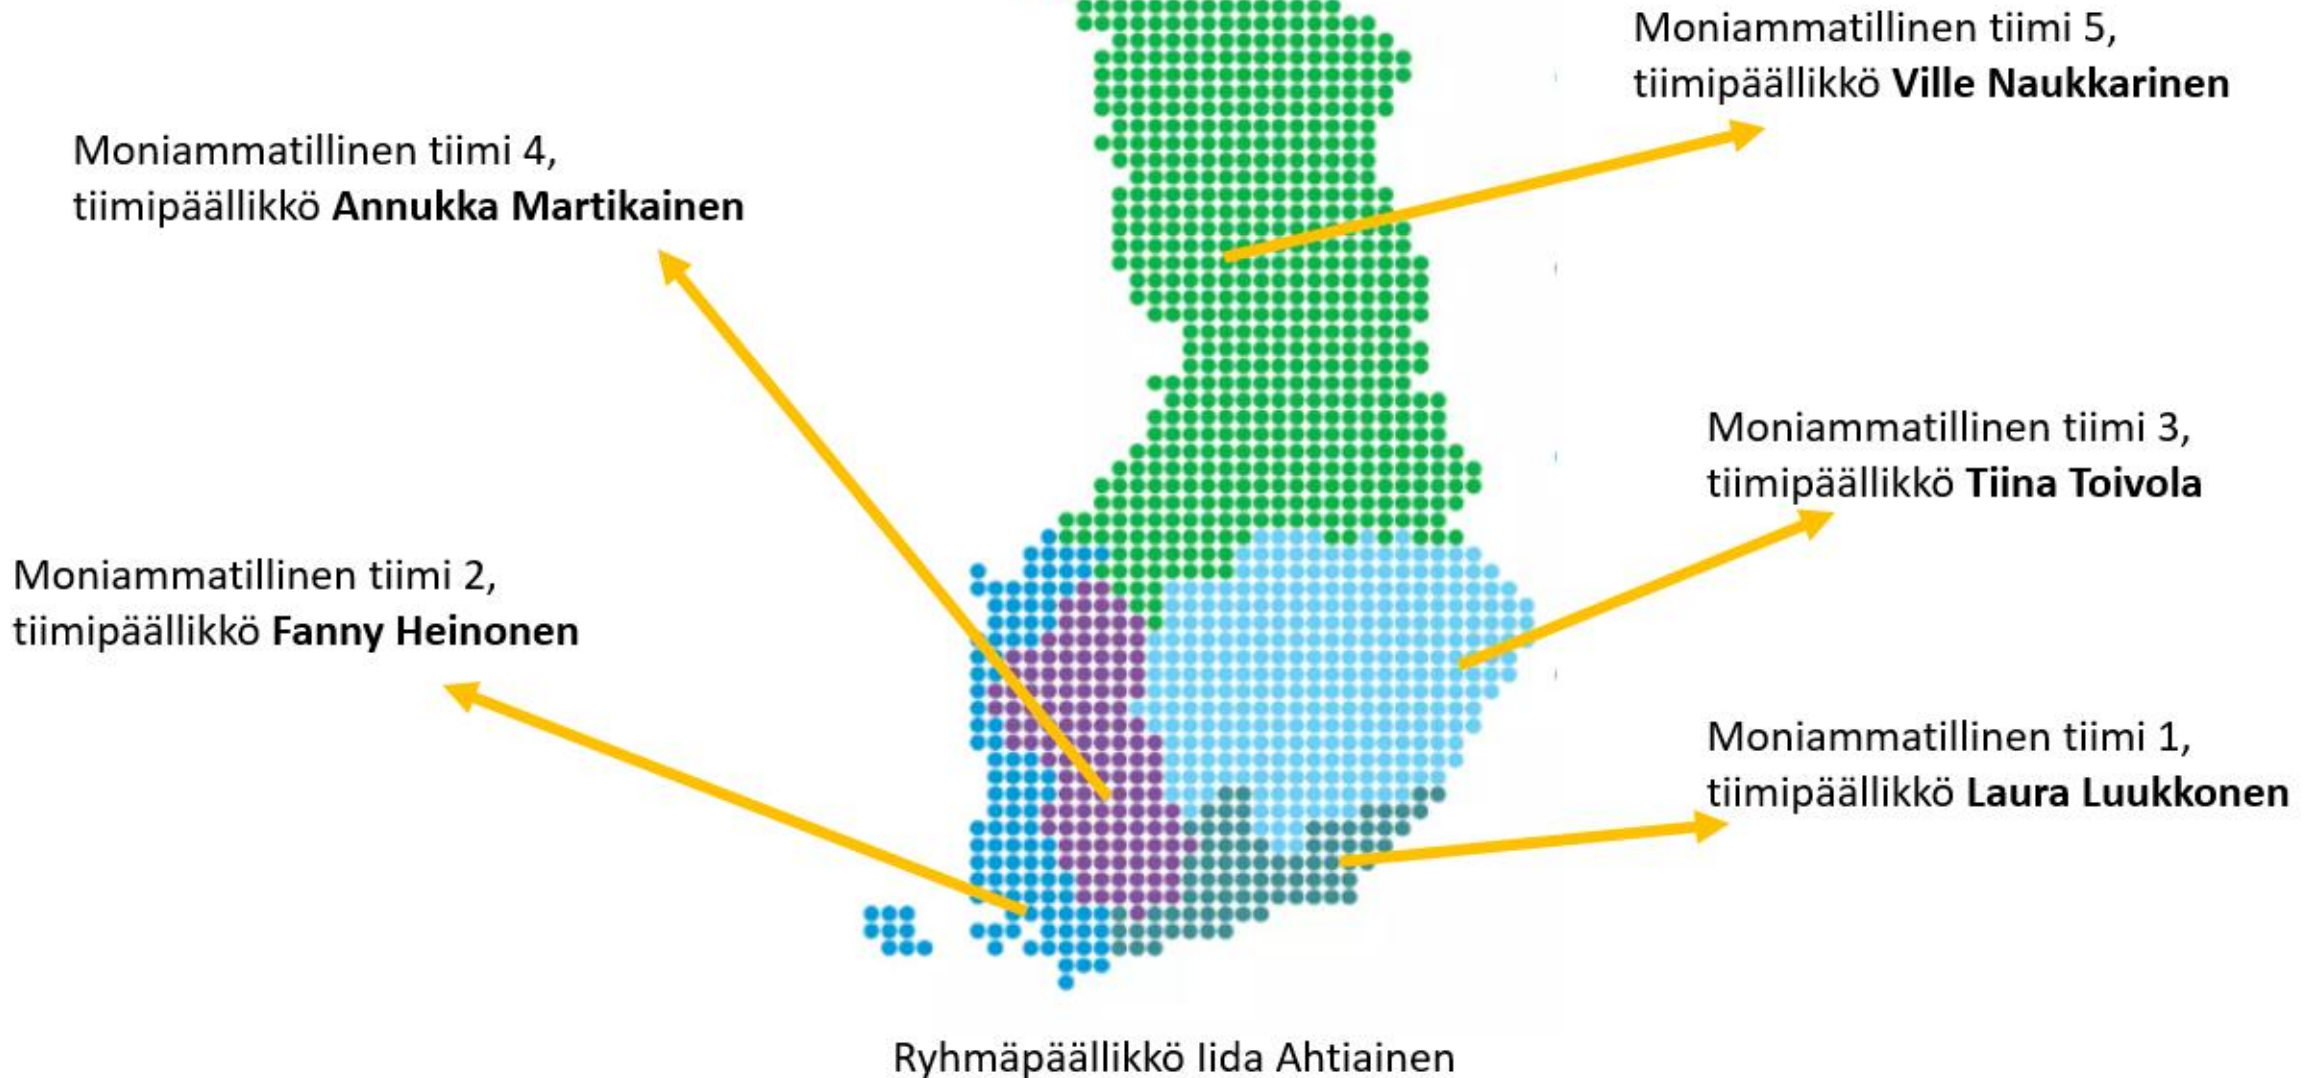 Moniammatillinen tiimi 5,
tiimipäällikkö Ville Naukkarinen
Moniammatillinen tiimi 4,
tiimipäällikkö Annukka Martikainen
Moniammatillinen tiimi 3,
tiimipäällikkö Tiina Toivola
Moniammatillinen tiimi 2,
tiimipäällikkö Fanny Heinonen
Moniammatillinen tiimi 1,
tiimipäällikkö Laura Luukkonen
Ryhmäpäällikkö Iida Ahtiainen